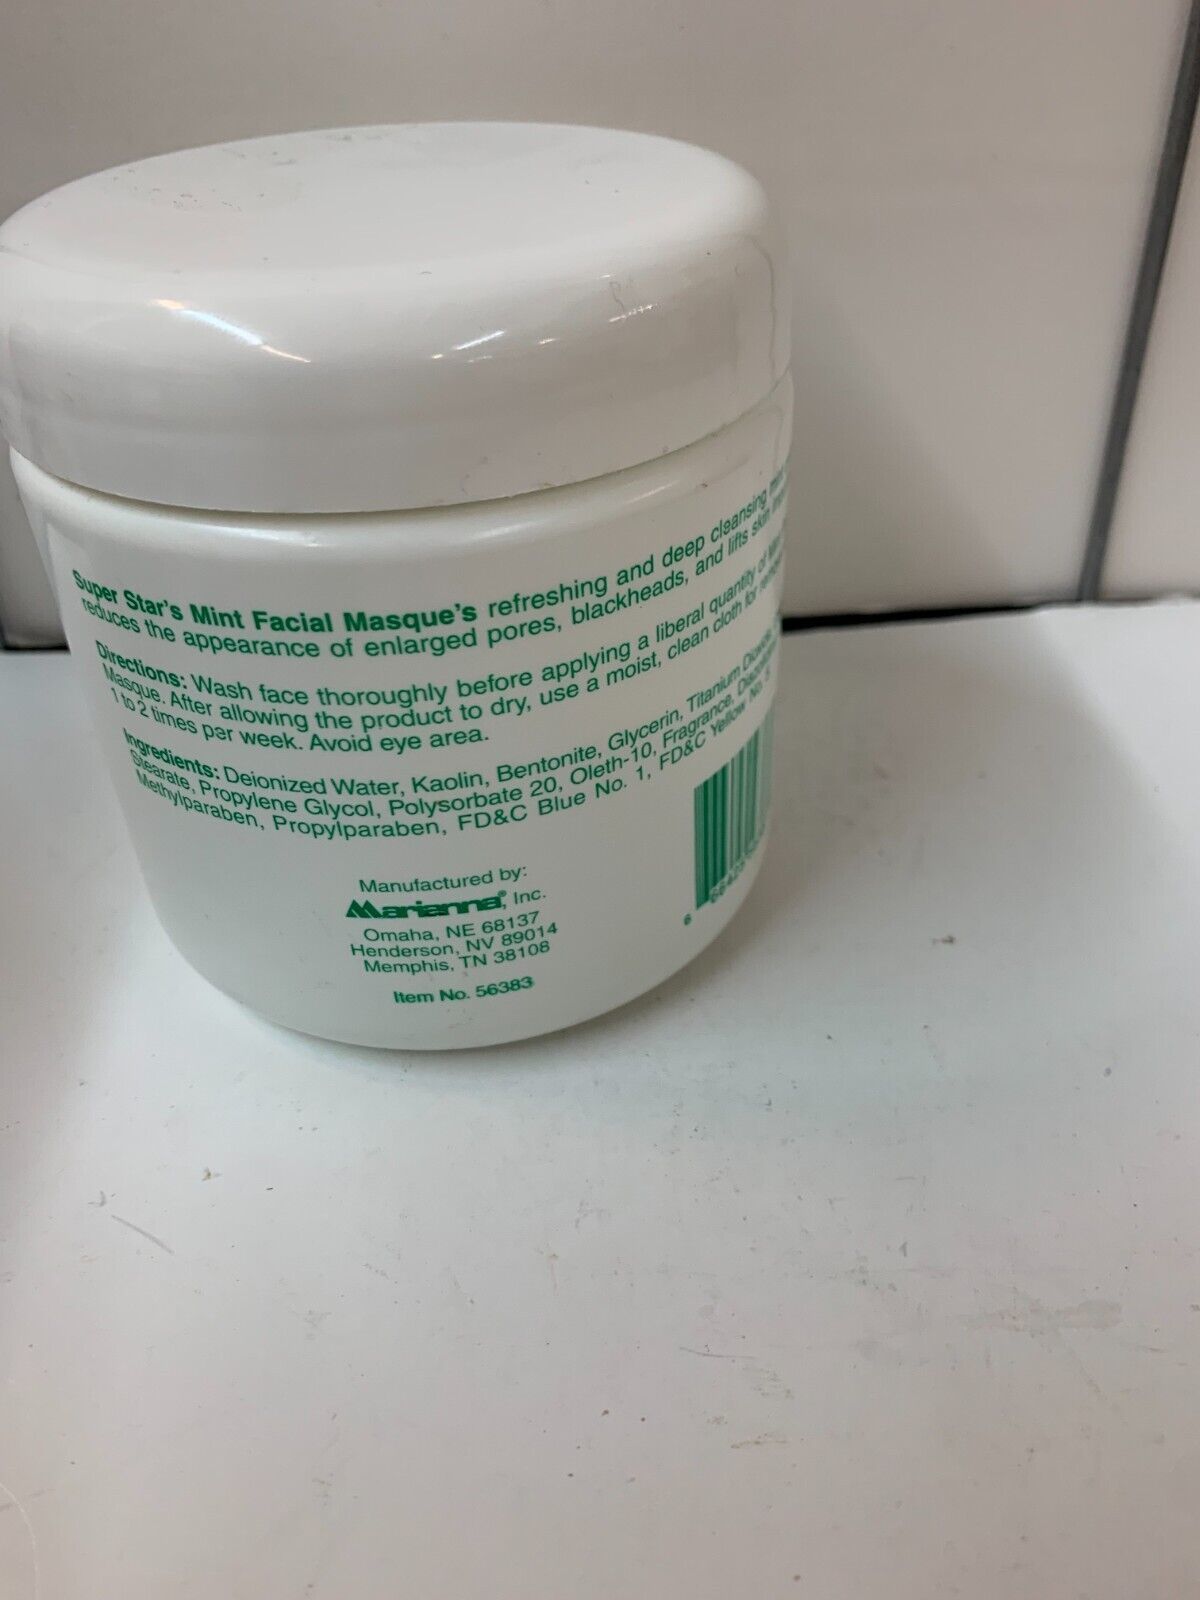 Super Star's Mint Facial Masque's refreshing and deep cleansing
reduces the appearance of enlarged pores, blackheads, and lifts skin
Directions: Wash face thoroughly before applying a liberal quantity of
Masque. After allowing the product to dry, use a moist, clean cloth for
1 to 2 times per week. Avoid eye area.
Ingredients: Deionized Water, Kaolin, Bentonite, Glycerin, Titanium Dioxide,
Stearate, Propylene Glycol, Polysorbate 20, Oleth-10, Fragrance,
Methylparaben, Propylparaben, FD&C Blue No. 1, FD&C Yellow No. 5
Manufactured by:
Marianna®, Inc.
Omaha, NE 68137
Henderson, NV 89014
Memphis, TN 38108
Item No. 56383
6